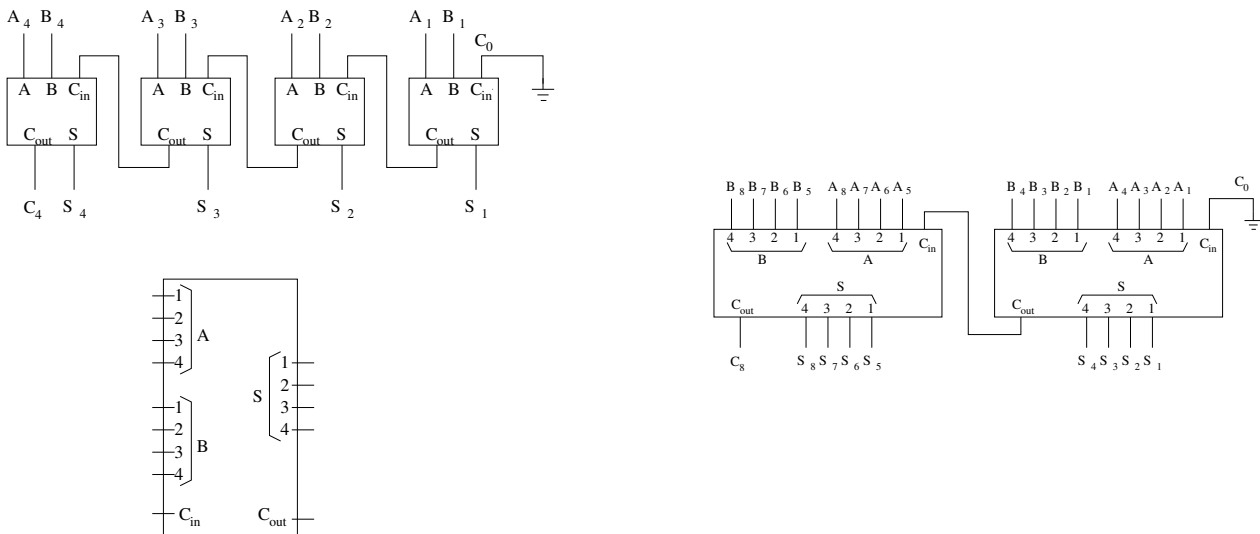 A4 B4 A3 B3 A2 B2 A1 B1
C0
A B Cin A B Cin A B Cin A B Cin
Cout S Cout S Cout S Cout S
C4 S4 S3 S2 S1
1
2
3 A
4
1
2
S 3
4
1
2
3 B
4
Cin Cout
B8 B7 B6 B5 A8 A7 A6 A5 B4 B3 B2 B1 A4 A3 A2 A1 C0
4 3 2 1 4 3 2 1 Cin 4 3 2 1 4 3 2 1 Cin
B A B A
S S
Cout 4 3 2 1 Cout 4 3 2 1
C8 S8 S7 S6 S5 S4 S3 S2 S1